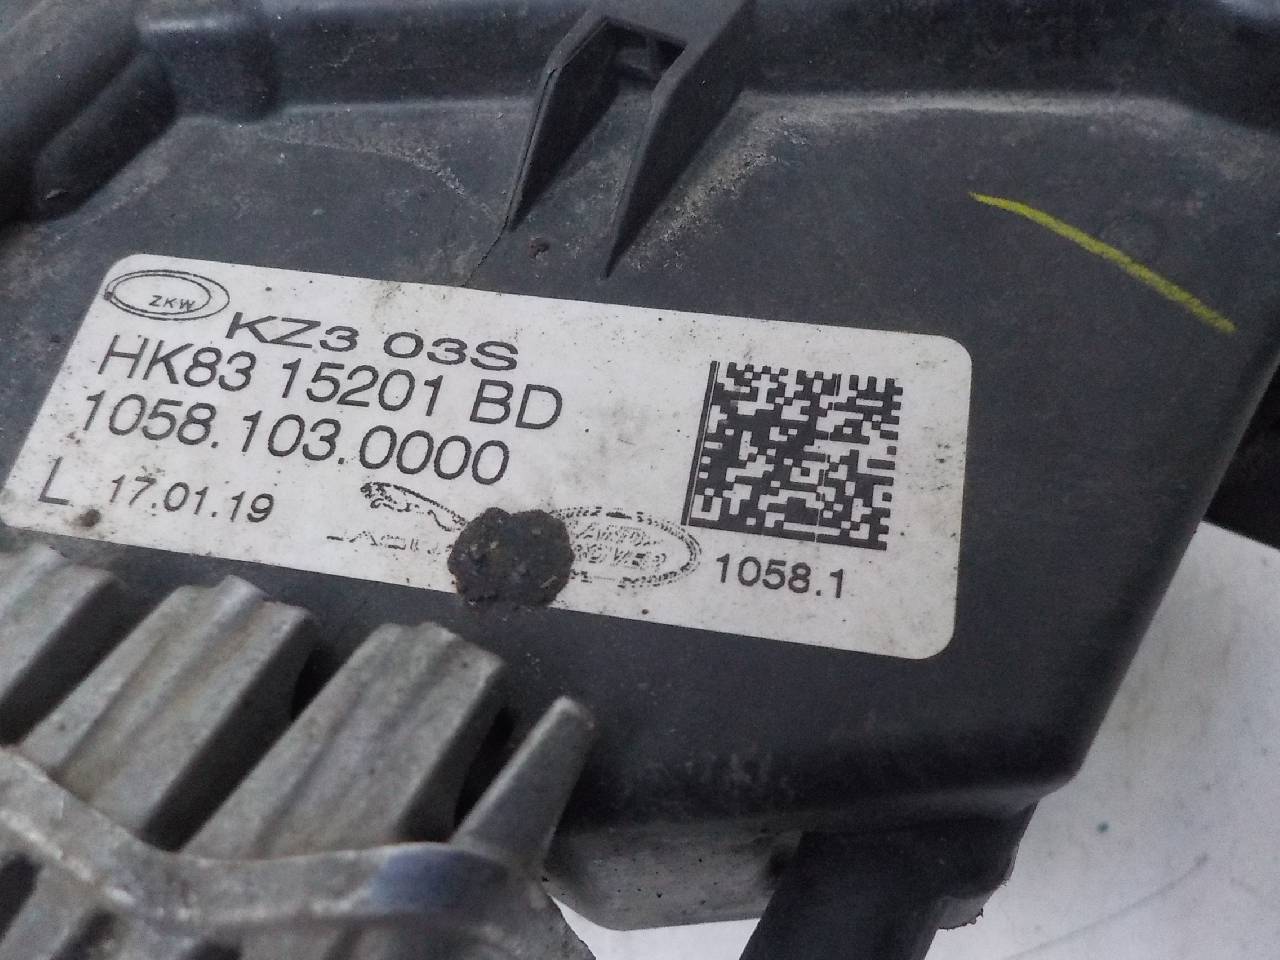 ZKW
KZ3 03S
HK83 15201 BD
1058.103.0000
L 17.01.19
1058.1